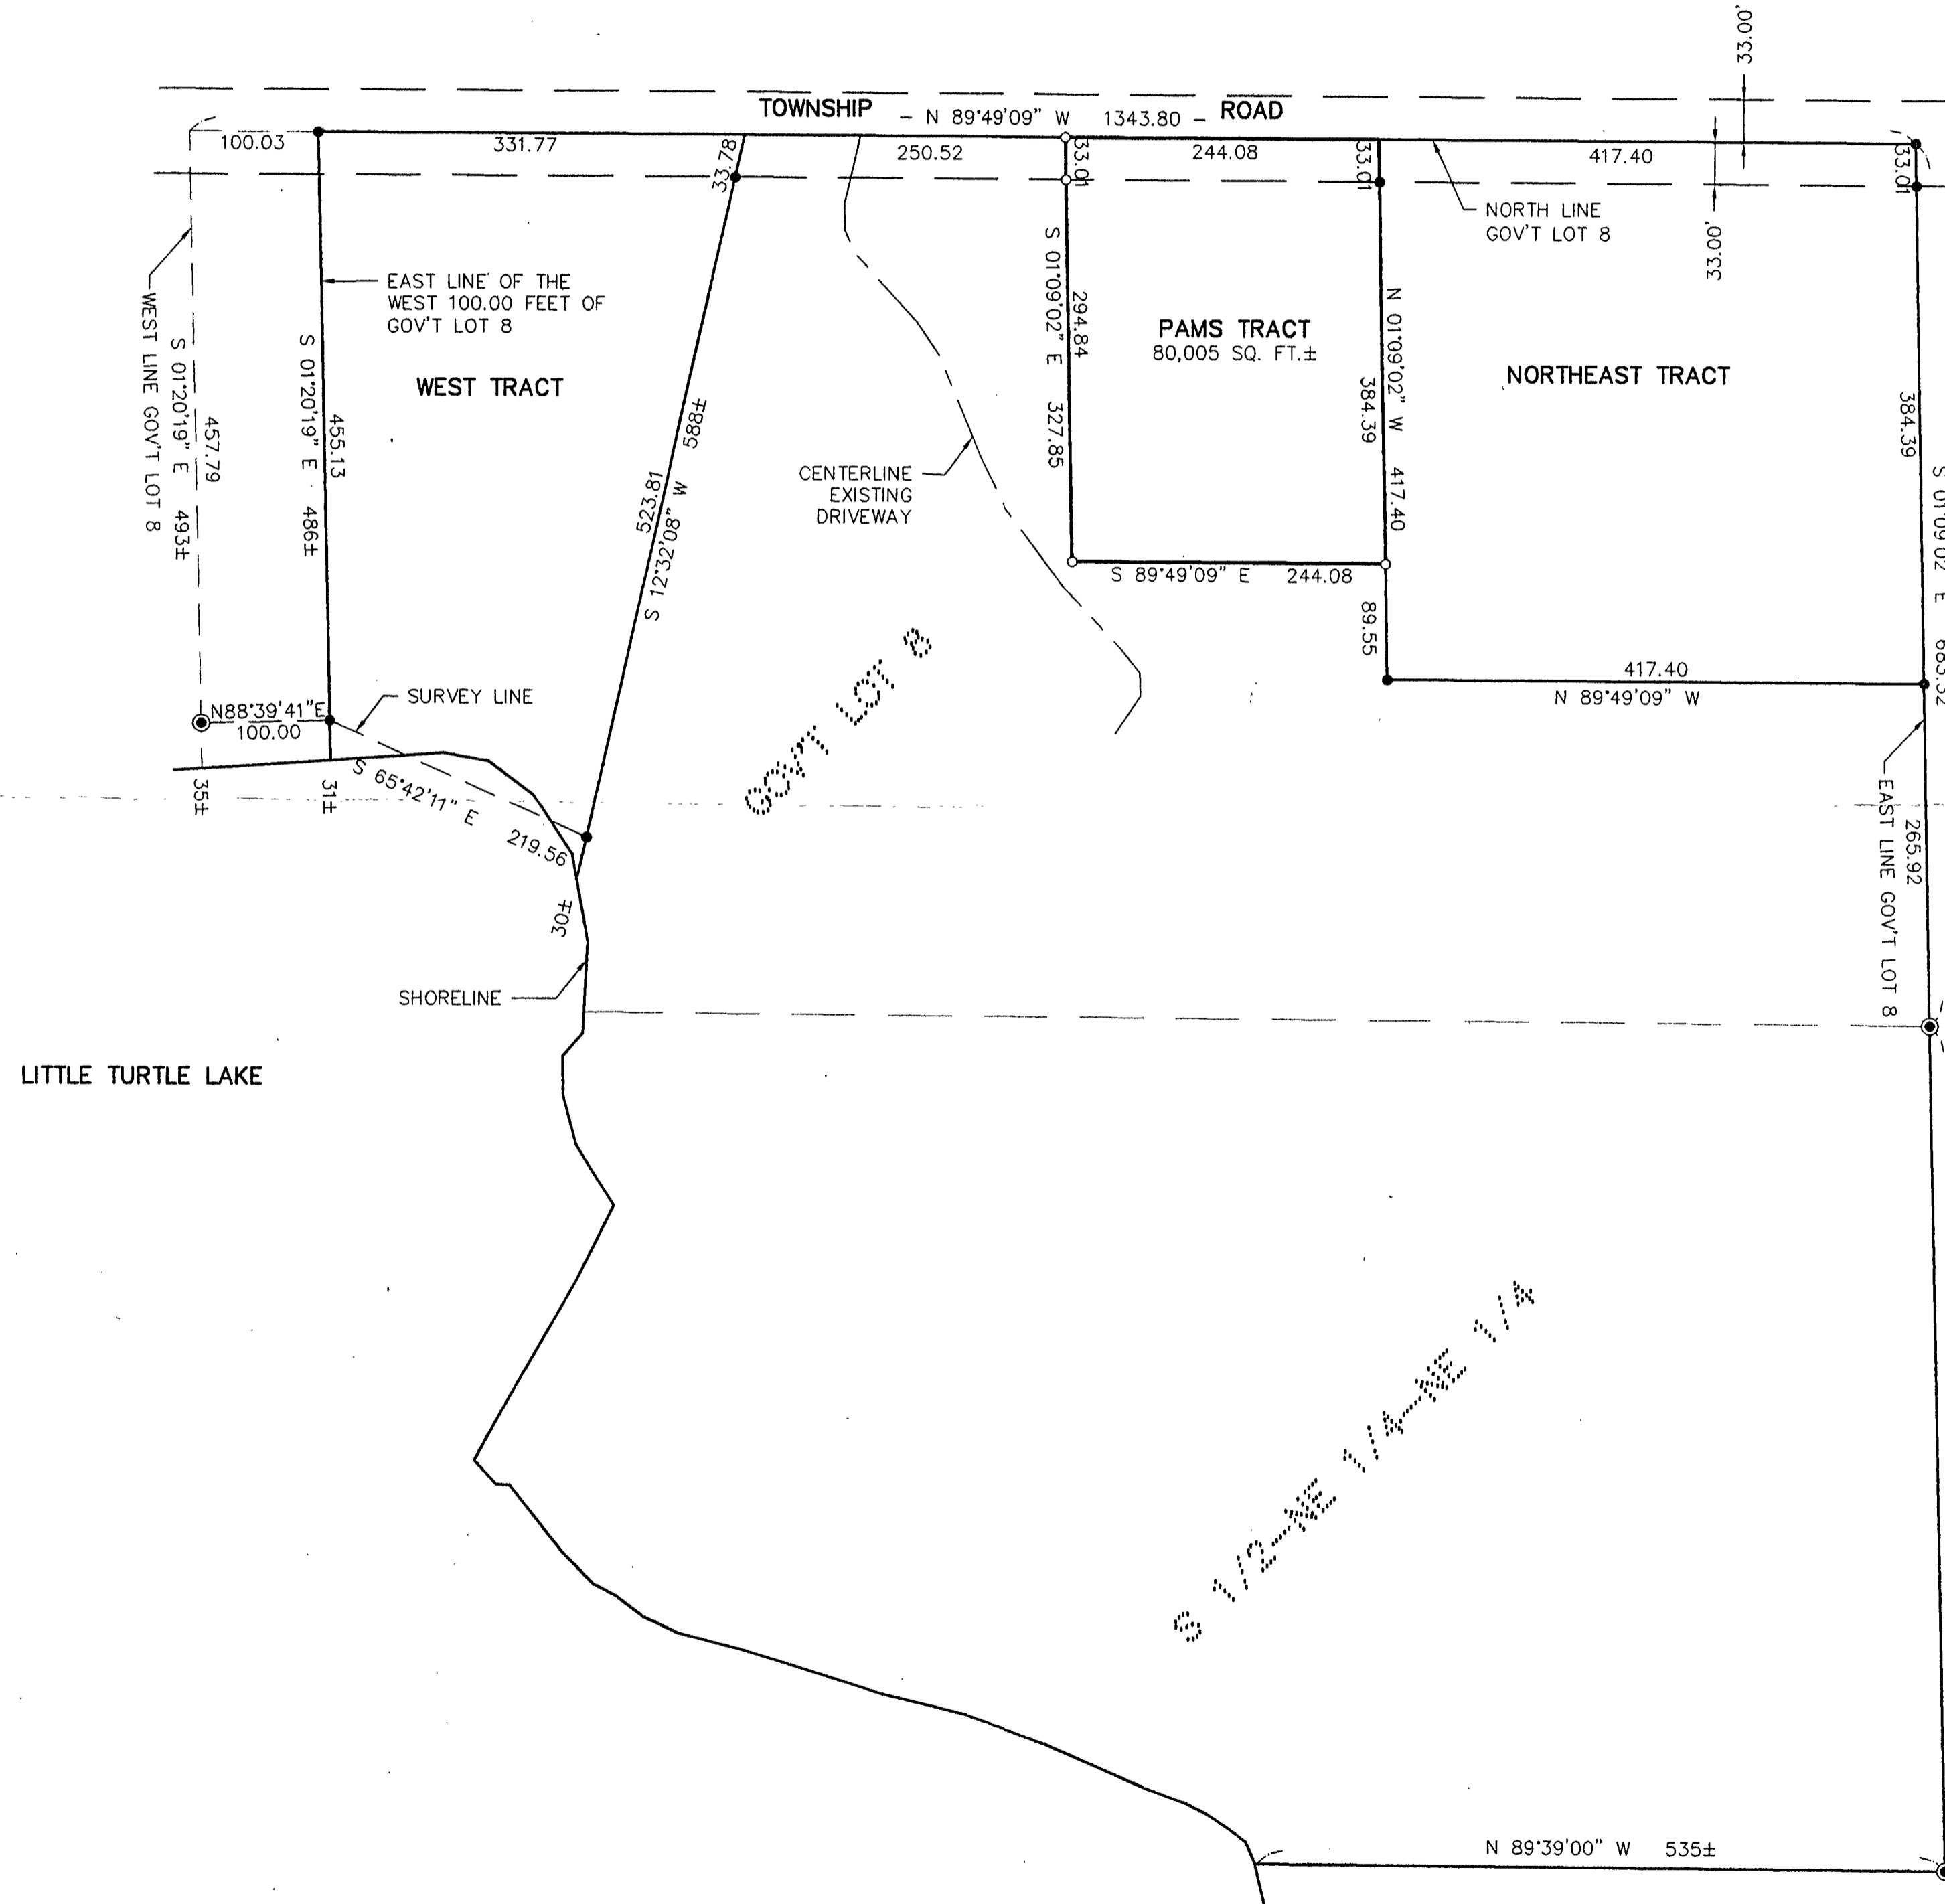 33.00'
TOWNSHIP – N 89°49'09" W 1343.80 – ROAD
100.03
331.77
33.78
250.52
33.01
244.08
33.01
417.40
33.01
NORTH LINE
GOV'T LOT 8
33.00'
WEST LINE GOV'T LOT 8
S 01°20'19" E 493±
457.79
EAST LINE OF THE
WEST 100.00 FEET OF
GOV'T LOT 8
S 01°20'19" E 486±
455.13
WEST TRACT
523.81
S 12°32'08" W 588±
CENTERLINE
EXISTING
DRIVEWAY
S 01°09'02" E 327.85
294.84
PAMS TRACT
80,005 SQ. FT.±
N 01°09'02" W 417.40
384.39
NORTHEAST TRACT
384.39
S 01°09'02" E 683.32
S 89°49'09" E 244.08
89.55
417.40
N 89°49'09" W
GOV'T LOT 8
SURVEY LINE
N88°39'41"E
100.00
S 65°42'11" E 219.56
35±
31±
30±
SHORELINE
EAST LINE GOV'T LOT 8
265.92
LITTLE TURTLE LAKE
S 1/2-NE 1/4-NE 1/4
N 89°39'00" W 535±